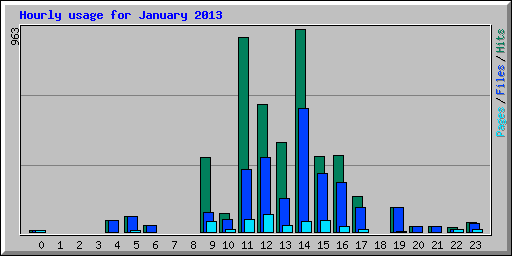 Hourly usage for January 2013
963
Pages/Files/Hits
0 1 2 3 4 5 6 7 8 9 10 11 12 13 14 15 16 17 18 19 20 21 22 23